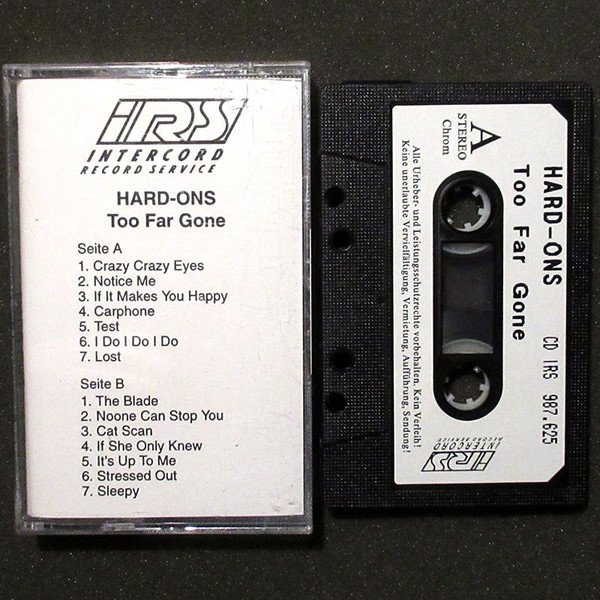 iRS
INTERCORD
RECORD SERVICE
HARD-ONS
Too Far Gone
Seite A
1. Crazy Crazy Eyes
2. Notice Me
3. If It Makes You Happy
4. Carphone
5. Test
6. I Do I Do I Do
7. Lost
Seite B
1. The Blade
2. Noone Can Stop You
3. Cat Scan
4. If She Only Knew
5. It's Up To Me
6. Stressed Out
7. Sleepy
HARD-ONS CD IRS 987.625
Too Far Gone
A
STEREO
Chrom
Alle Urheber- und Leistungsschutzrechte vorbehalten. Kein Verleih!
Keine unerlaubte Vervielfältigung, Vermietung, Aufführung, Sendung!
iRS
INTERCORD
RECORD SERVICE